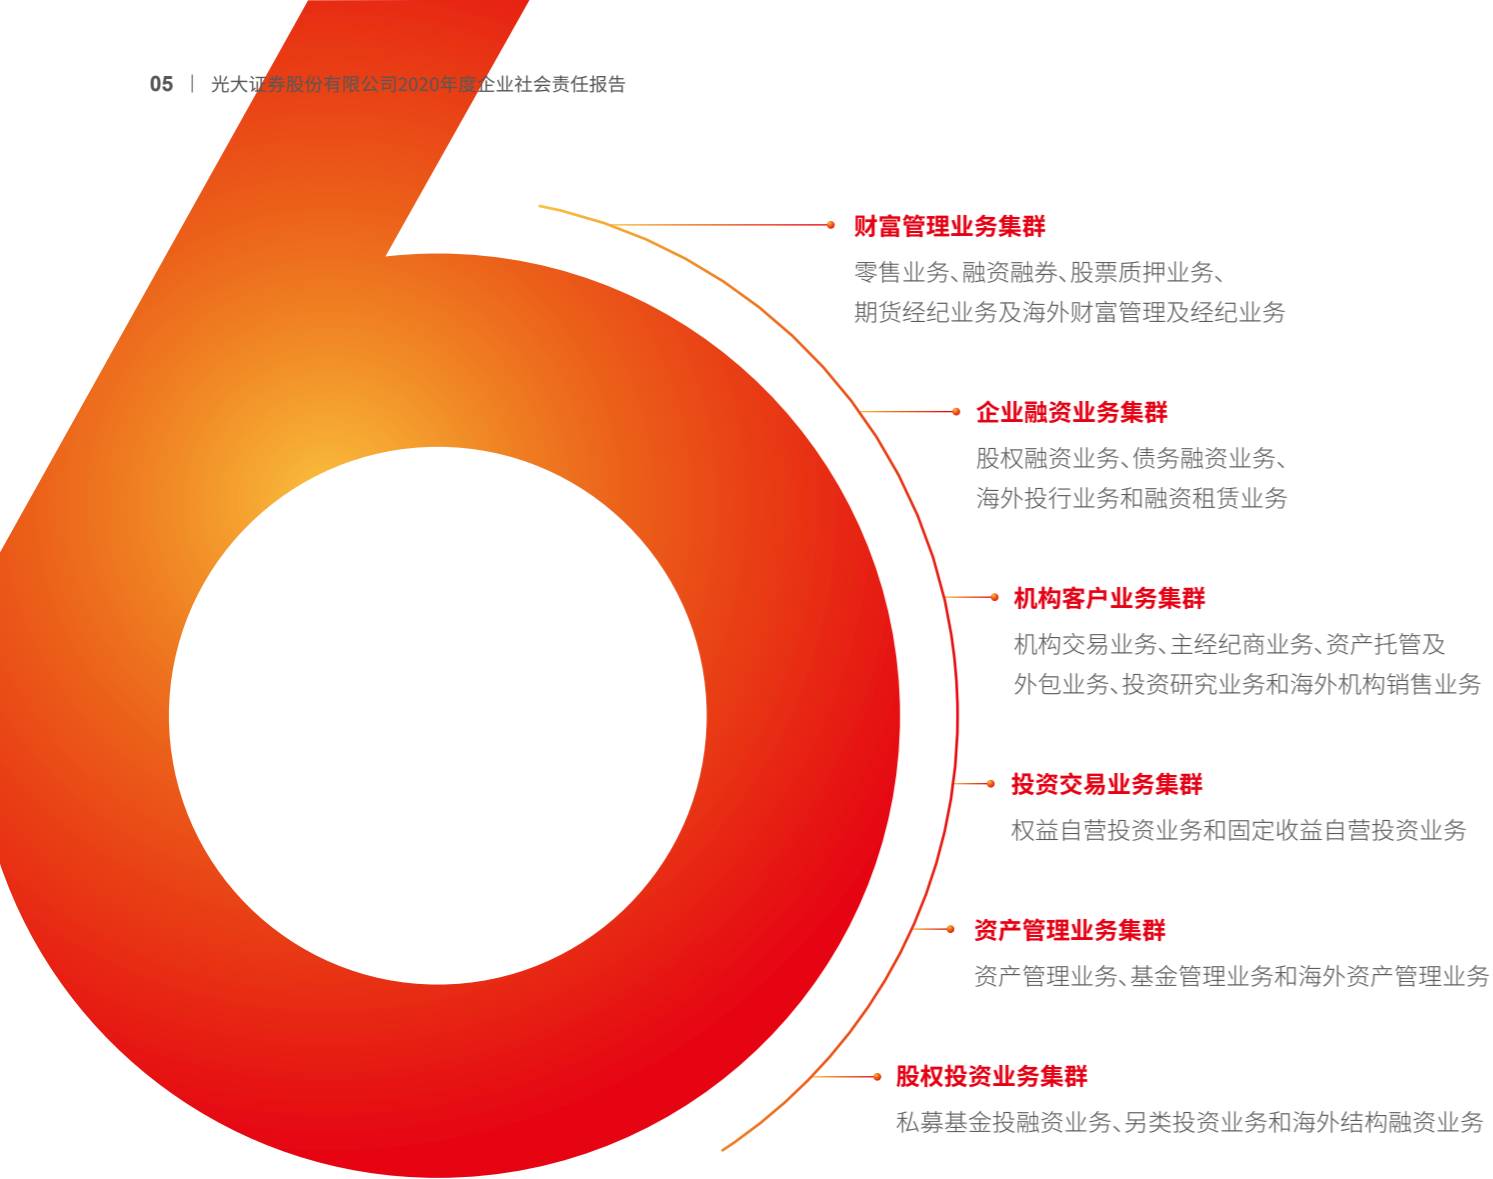 05 | 光大证券股份有限公司2020年度企业社会责任报告
6
财富管理业务集群
零售业务、融资融券、股票质押业务、
期货经纪业务及海外财富管理及经纪业务
企业融资业务集群
股权融资业务、债务融资业务、
海外投行业务和融资租赁业务
机构客户业务集群
机构交易业务、主经纪商业务、资产托管及
外包业务、投资研究业务和海外机构销售业务
投资交易业务集群
权益自营投资业务和固定收益自营投资业务
资产管理业务集群
资产管理业务、基金管理业务和海外资产管理业务
股权投资业务集群
私募基金投融资业务、另类投资业务和海外结构融资业务